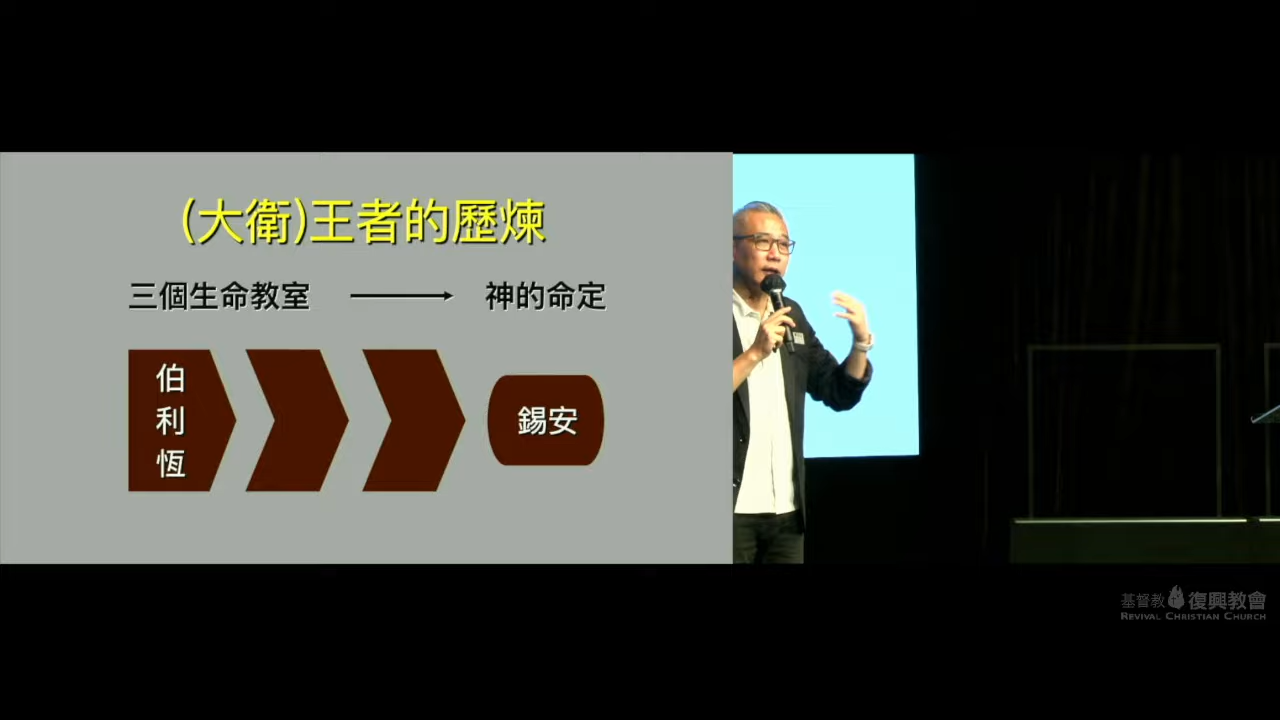 (大衛)王者的歷煉
三個生命教室
神的命定
伯
利
恆
錫安
基督教 復興教會
REVIVAL CHRISTIAN CHURCH